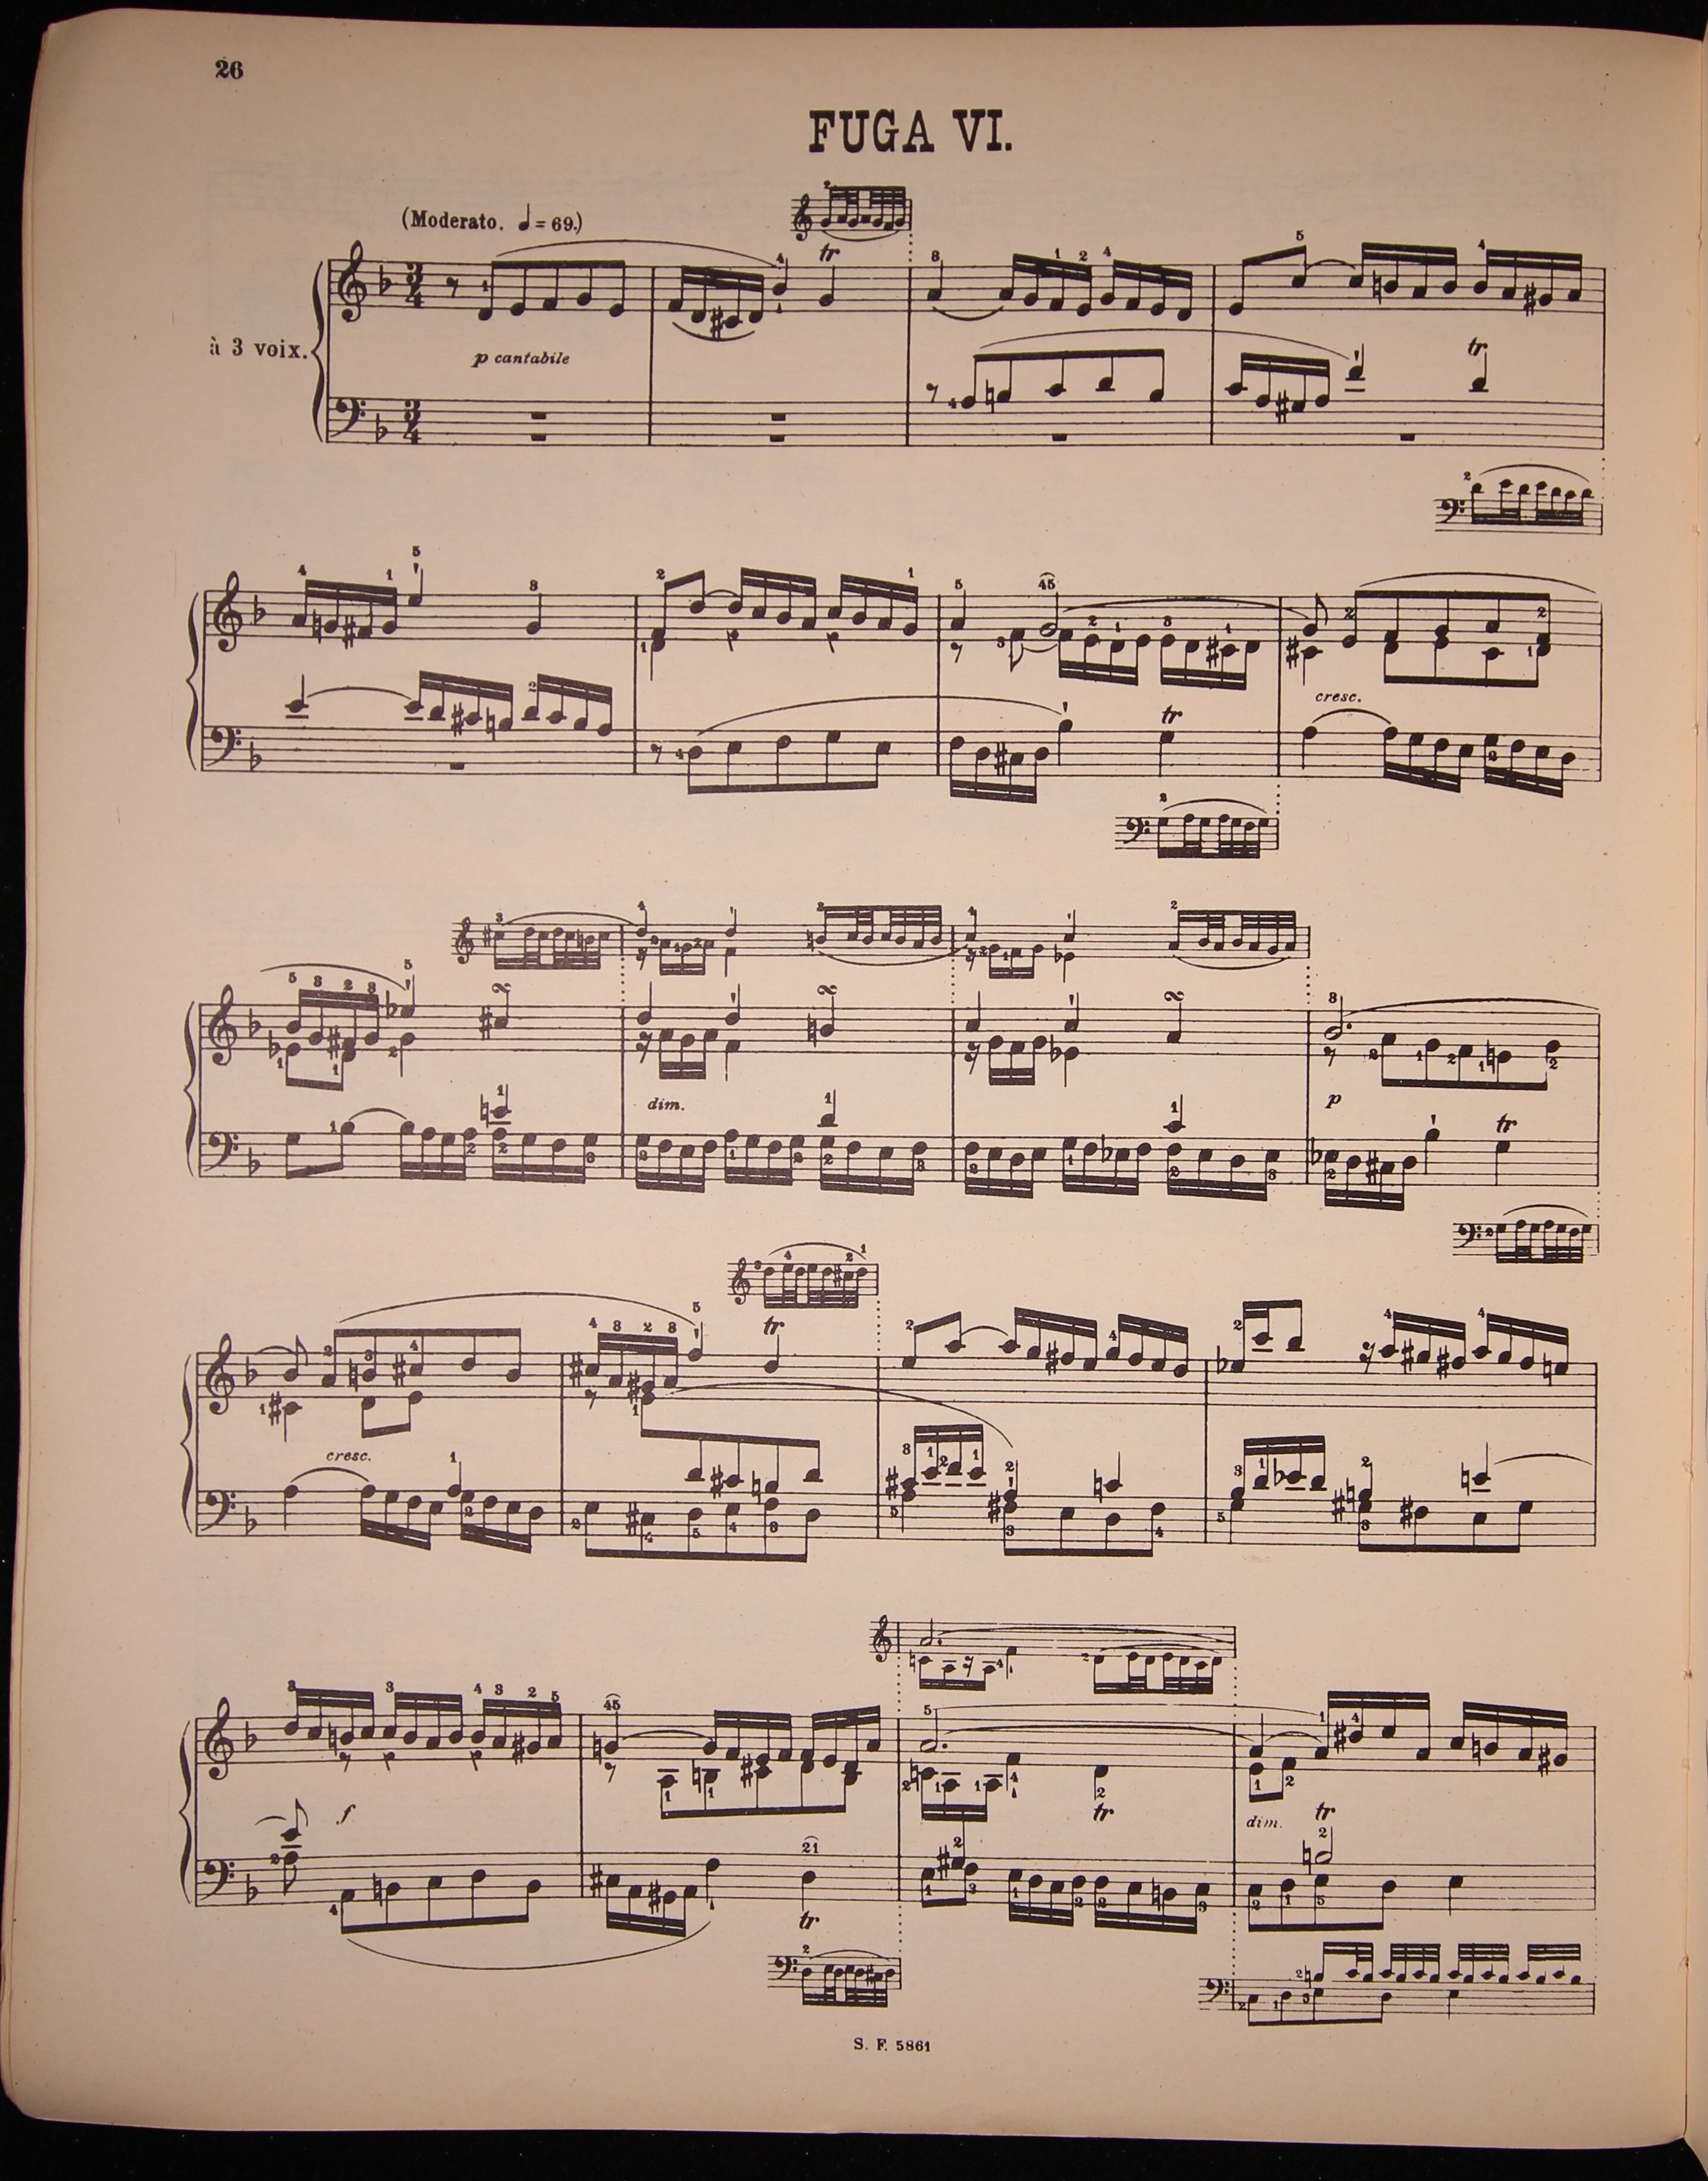 26
FUGA VI.
(Moderato. ♩ = 69.)
tr
à 3 voix.
p cantabile
tr
tr
cresc.
dim.
p
tr
tr
cresc.
f
tr
tr
dim.
tr
S. F. 5861